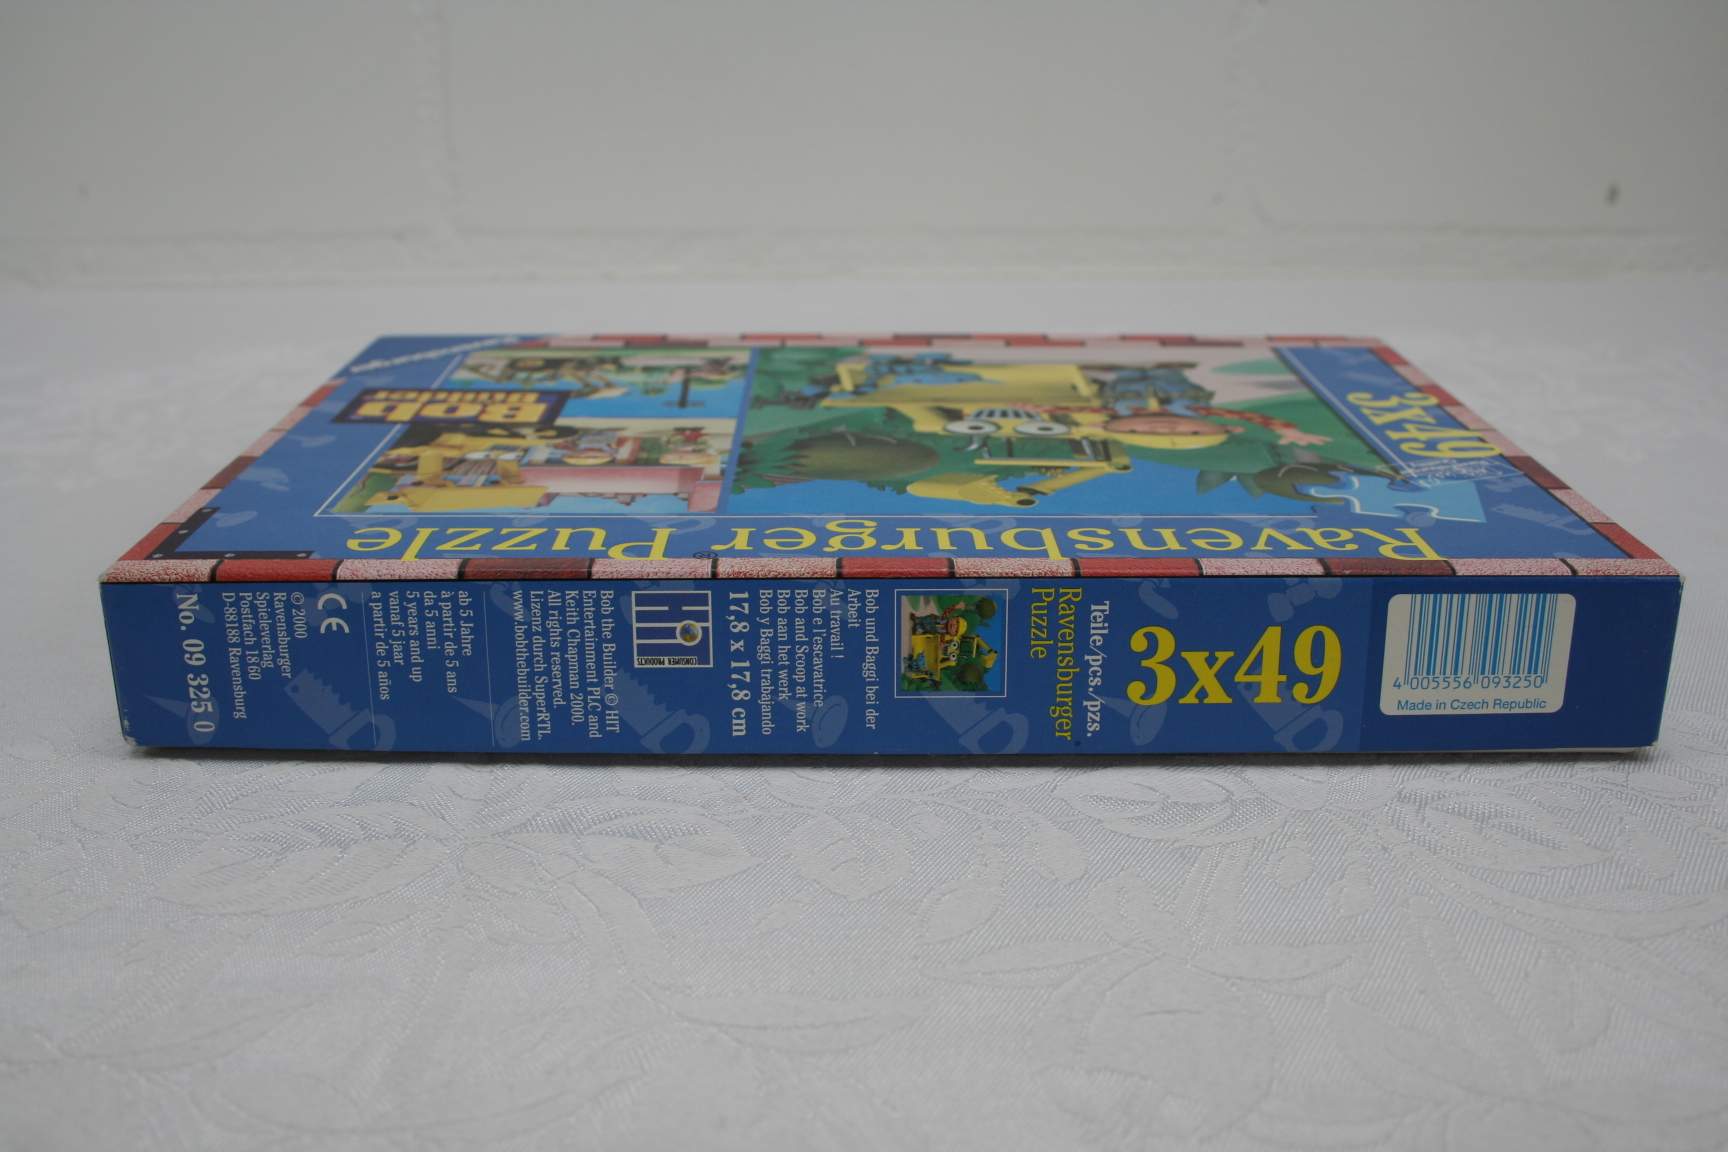 Ravensburger
Bob
Builder
3x49
Ravensburger® Puzzle
No. 09 325 0
© 2000
Ravensburger
Spieleverlag
Postfach 1860
D-88188 Ravensburg
CE
ab 5 Jahre
à partir de 5 ans
da 5 anni
5 years and up
vanaf 5 jaar
a partir de 5 años
Bob the Builder © HIT
Entertainment PLC and
Keith Chapman 2000.
All rights reserved.
Lizenz durch SuperRTL.
www.bobthebuilder.com
CONSUMER PRODUCTS
17,8 x 17,8 cm
Bob und Baggi bei der
Arbeit
Au travail !
Bob e l'escavatrice
Bob and Scoop at work
Bob aan het werk
Bob y Baggi trabajando
Teile/pcs./pzs.
Ravensburger
Puzzle
3x49
4 005556 093250
Made in Czech Republic